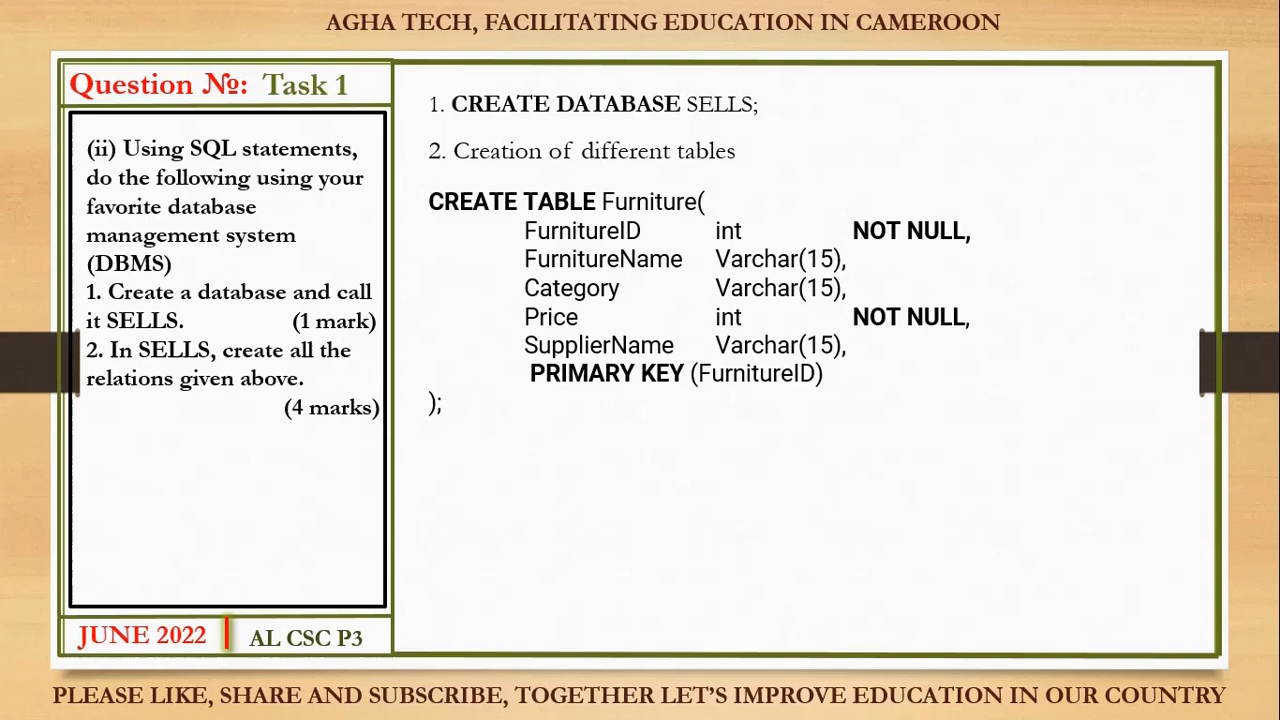 AGHA TECH, FACILITATING EDUCATION IN CAMEROON
Question №: Task 1
(ii) Using SQL statements,
do the following using your
favorite database
management system
(DBMS)
1. Create a database and call
it SELLS. (1 mark)
2. In SELLS, create all the
relations given above.
(4 marks)
JUNE 2022 AL CSC P3
1. CREATE DATABASE SELLS;
2. Creation of different tables
CREATE TABLE Furniture(
FurnitureID int NOT NULL,
FurnitureName Varchar(15),
Category Varchar(15),
Price int NOT NULL,
SupplierName Varchar(15),
PRIMARY KEY (FurnitureID)
);
PLEASE LIKE, SHARE AND SUBSCRIBE, TOGETHER LET'S IMPROVE EDUCATION IN OUR COUNTRY